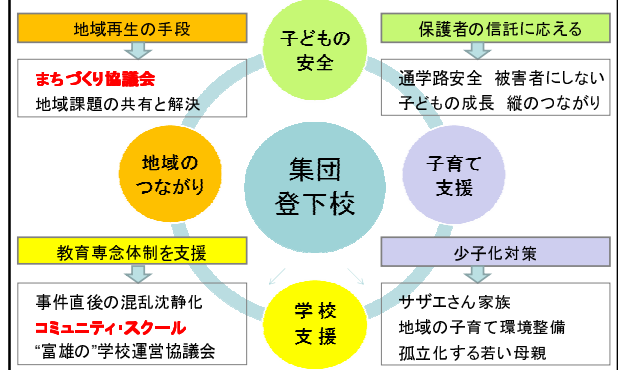 地域再生の手段
まちづくり協議会
地域課題の共有と解決
子どもの
安全
保護者の信託に応える
通学路安全 被害者にしない
子どもの成長 縦のつながり
地域の
つながり
集団
登下校
子育て
支援
教育専念体制を支援
事件直後の混乱沈静化
コミュニティ・スクール
“富雄の”学校運営協議会
学校
支援
少子化対策
サザエさん家族
地域の子育て環境整備
孤立化する若い母親